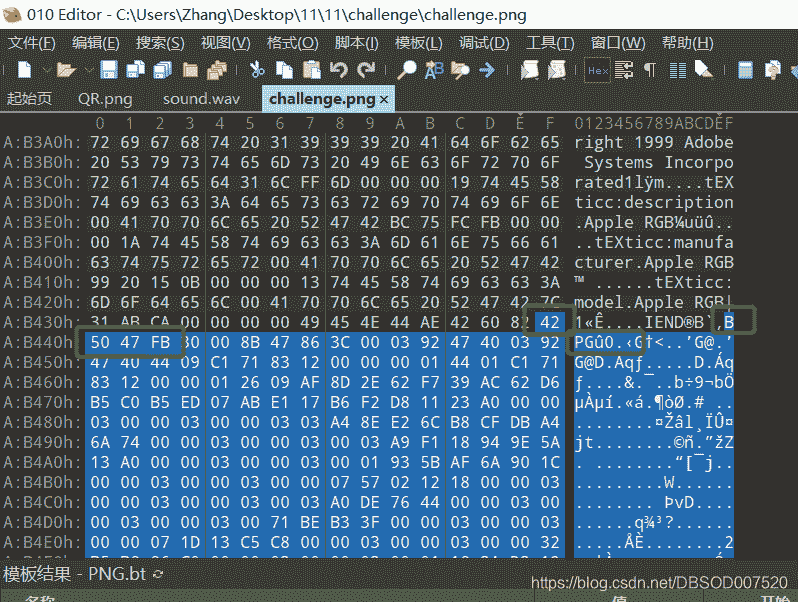 010 Editor - C:\Users\Zhang\Desktop\11\11\challenge\challenge.png
文件(F) 编辑(E) 搜索(S) 视图(V) 格式(O) 脚本(I) 模板(L) 调试(D) 工具(T) 窗口(W) 帮助(H)
Hex
起始页 QR.png sound.wav challenge.png ×
0 1 2 3 4 5 6 7 8 9 A B C D E F 0123456789ABCDEF
A:B3A0h: 72 69 67 68 74 20 31 39 39 39 20 41 64 6F 62 65 right 1999 Adobe
A:B3B0h: 20 53 79 73 74 65 6D 73 20 49 6E 63 6F 72 70 6F Systems Incorpo
A:B3C0h: 72 61 74 65 64 31 6C FF 6D 00 00 00 19 74 45 58 rated1lÿm....tEX
A:B3D0h: 74 69 63 63 3A 64 65 73 63 72 69 70 74 69 6F 6E ticc:description
A:B3E0h: 00 41 70 70 6C 65 20 52 47 42 BC 75 FC FB 00 00 .Apple RGB¼uüû..
A:B3F0h: 00 1A 74 45 58 74 69 63 63 3A 6D 61 6E 75 66 61 ..tEXticc:manufa
A:B400h: 63 74 75 72 65 72 00 41 70 70 6C 65 20 52 47 42 cturer.Apple RGB
A:B410h: 99 20 15 0B 00 00 00 13 74 45 58 74 69 63 63 3A ™ ......tEXticc:
A:B420h: 6D 6F 64 65 6C 00 41 70 70 6C 65 20 52 47 42 7C model.Apple RGB|
A:B430h: 31 AB CA 00 00 00 00 49 45 4E 44 AE 42 60 82 42 1«Ê....IEND®B`‚B
A:B440h: 50 47 FB 30 00 8B 47 86 3C 00 03 92 47 40 03 92 PGû0.‹G†<..’G@.’
A:B450h: 47 40 44 09 C1 71 83 12 00 00 00 01 44 01 C1 71 G@D.Áqƒ.....D.Áq
A:B460h: 83 12 00 00 01 26 09 AF 8D 2E 62 F7 39 AC 62 D6 ƒ....&.¯..b÷9¬bÖ
A:B470h: B5 C0 B5 ED 07 AB E1 17 B6 F2 D8 11 23 A0 00 00 µÀµí.«á.¶òØ.# ..
A:B480h: 03 00 00 03 00 00 03 00 A4 8E E2 6C B8 CF DB A4 ........¤Žâl¸ÏÛ¤
A:B490h: 6A 74 00 00 03 00 00 03 00 03 A9 F1 18 94 9E 5A jt........©ñ.”žZ
A:B4A0h: 13 A0 00 00 03 00 00 03 00 01 93 5B AF 6A 90 1C . ........“[¯j..
A:B4B0h: 00 00 03 00 00 03 00 00 07 57 02 12 18 00 00 03 .........W......
A:B4C0h: 00 00 03 00 00 03 00 03 A0 DE 76 44 00 00 03 00 ........ ÞvD....
A:B4D0h: 00 03 00 00 03 00 71 BE B3 3F 00 00 03 00 00 03 ......q¾³?......
A:B4E0h: 00 00 07 1D 13 C5 C8 00 00 03 00 00 03 00 00 32 .....ÅÈ........2
模板结果 - PNG.bt
https://blog.csdn.net/DBSOD007520
名称 值 开始